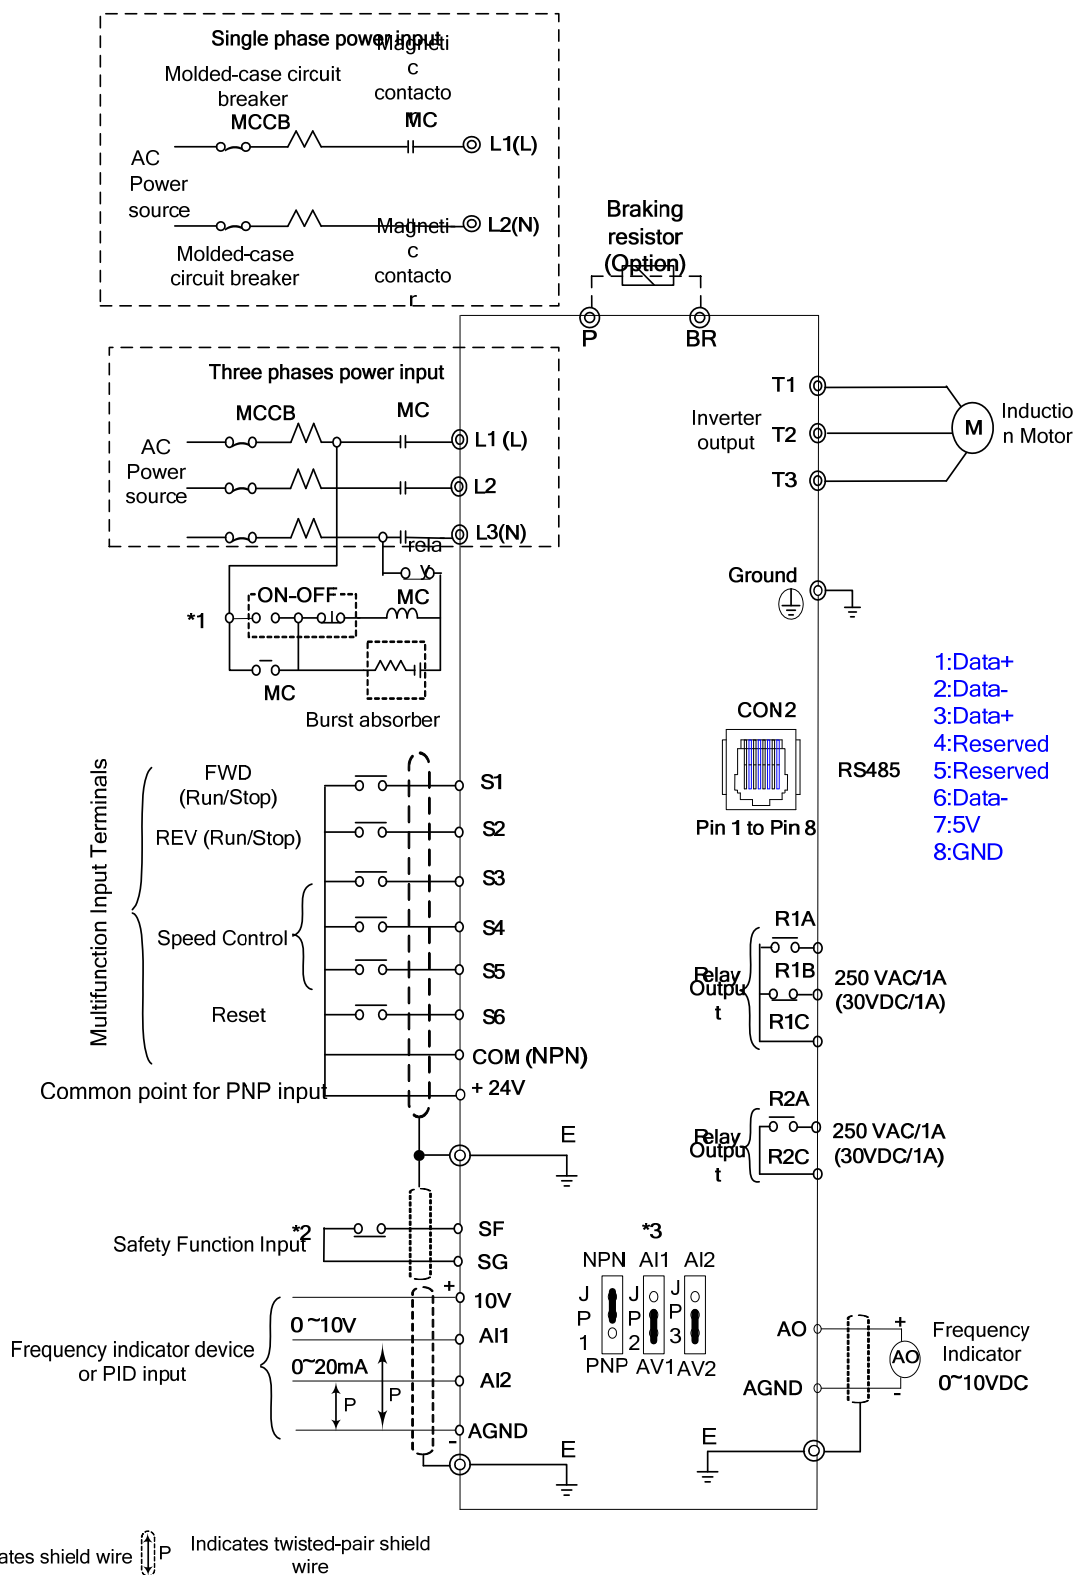 Single phase power input
Magneti
c
contacto
r
MC
Molded-case circuit
breaker
MCCB
L1(L)
AC
Power
source
L2(N)
Magneti-
c
contacto
r
Molded-case
circuit breaker
Braking
resistor
(Option)
P
BR
Three phases power input
MCCB
MC
L1 (L)
AC
Power
source
L2
L3(N)
rela
y
T1
Inverter
output
T2
T3
M
Inductio
n Motor
Ground
*1
ON-OFF
MC
MC
Burst absorber
CON2
RS485
Pin 1 to Pin 8
1:Data+
2:Data-
3:Data+
4:Reserved
5:Reserved
6:Data-
7:5V
8:GND
Multifunction Input Terminals
FWD
(Run/Stop)
S1
REV (Run/Stop)
S2
S3
Speed Control
S4
S5
Reset
S6
COM (NPN)
Common point for PNP input
+ 24V
E
R1A
Relay
Outpu
t
R1B
R1C
250 VAC/1A
(30VDC/1A)
R2A
Relay
Outpu
t
R2C
250 VAC/1A
(30VDC/1A)
*2
Safety Function Input
SF
SG
*3
NPN AI1 AI2
J
P
1
J
P
2
J
P
3
PNP AV1 AV2
+
10V
0~10V
AI1
Frequency indicator device
or PID input
0~20mA
AI2
P
P
AGND
-
E
AO
+
AO
Frequency
Indicator
0~10VDC
AGND
-
E
ates shield wire
P
Indicates twisted-pair shield
wire